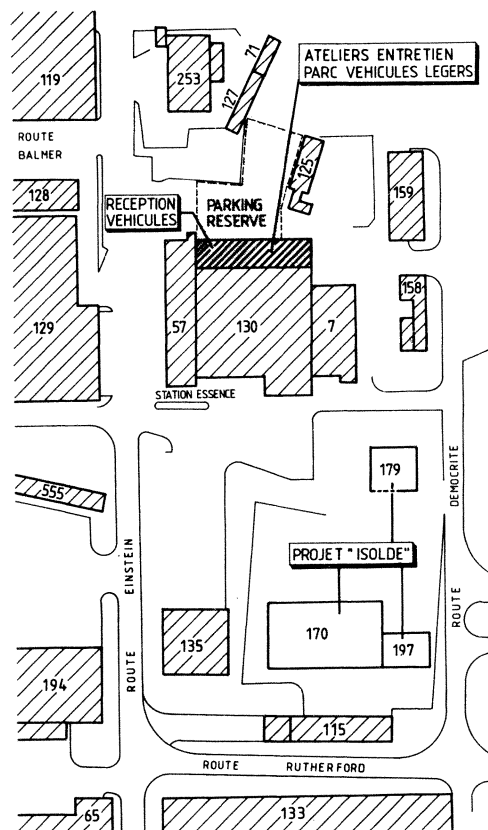 119
253
71
127
ATELIERS ENTRETIEN
PARC VEHICULES LEGERS
ROUTE
BALMER
128
125
159
RECEPTION
VEHICULES
PARKING
RESERVE
129
57
130
7
158
STATION ESSENCE
179
DEMOCRITE
ROUTE
555
EINSTEIN
ROUTE
PROJET "ISOLDE"
135
170
197
194
115
ROUTE RUTHERFORD
65
133